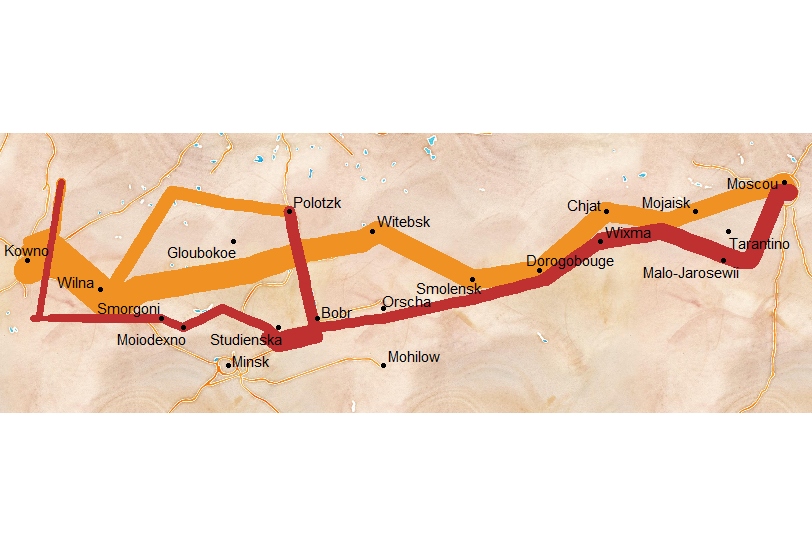 Moscou
Polotzk
Chjat
Mojaisk
Witebsk
Wixma
Tarantino
Kowno
Gloubokoe
Dorogobouge
Malo-Jarosewii
Wilna
Smolensk
Orscha
Smorgoni
Bobr
Moiodexno
Studienska
Minsk
Mohilow